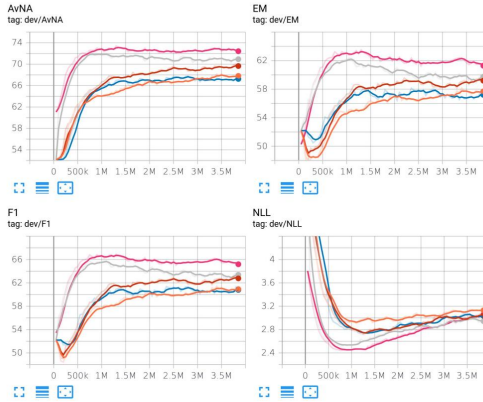 AvNA
tag: dev/AvNA
74
70
66
62
58
54
0 500k 1M 1.5M 2M 2.5M 3M 3.5M
EM
tag: dev/EM
62
58
54
50
0 500k 1M 1.5M 2M 2.5M 3M 3.5M
F1
tag: dev/F1
66
62
58
54
50
0 500k 1M 1.5M 2M 2.5M 3M 3.5M
NLL
tag: dev/NLL
4
3.6
3.2
2.8
2.4
0 500k 1M 1.5M 2M 2.5M 3M 3.5M